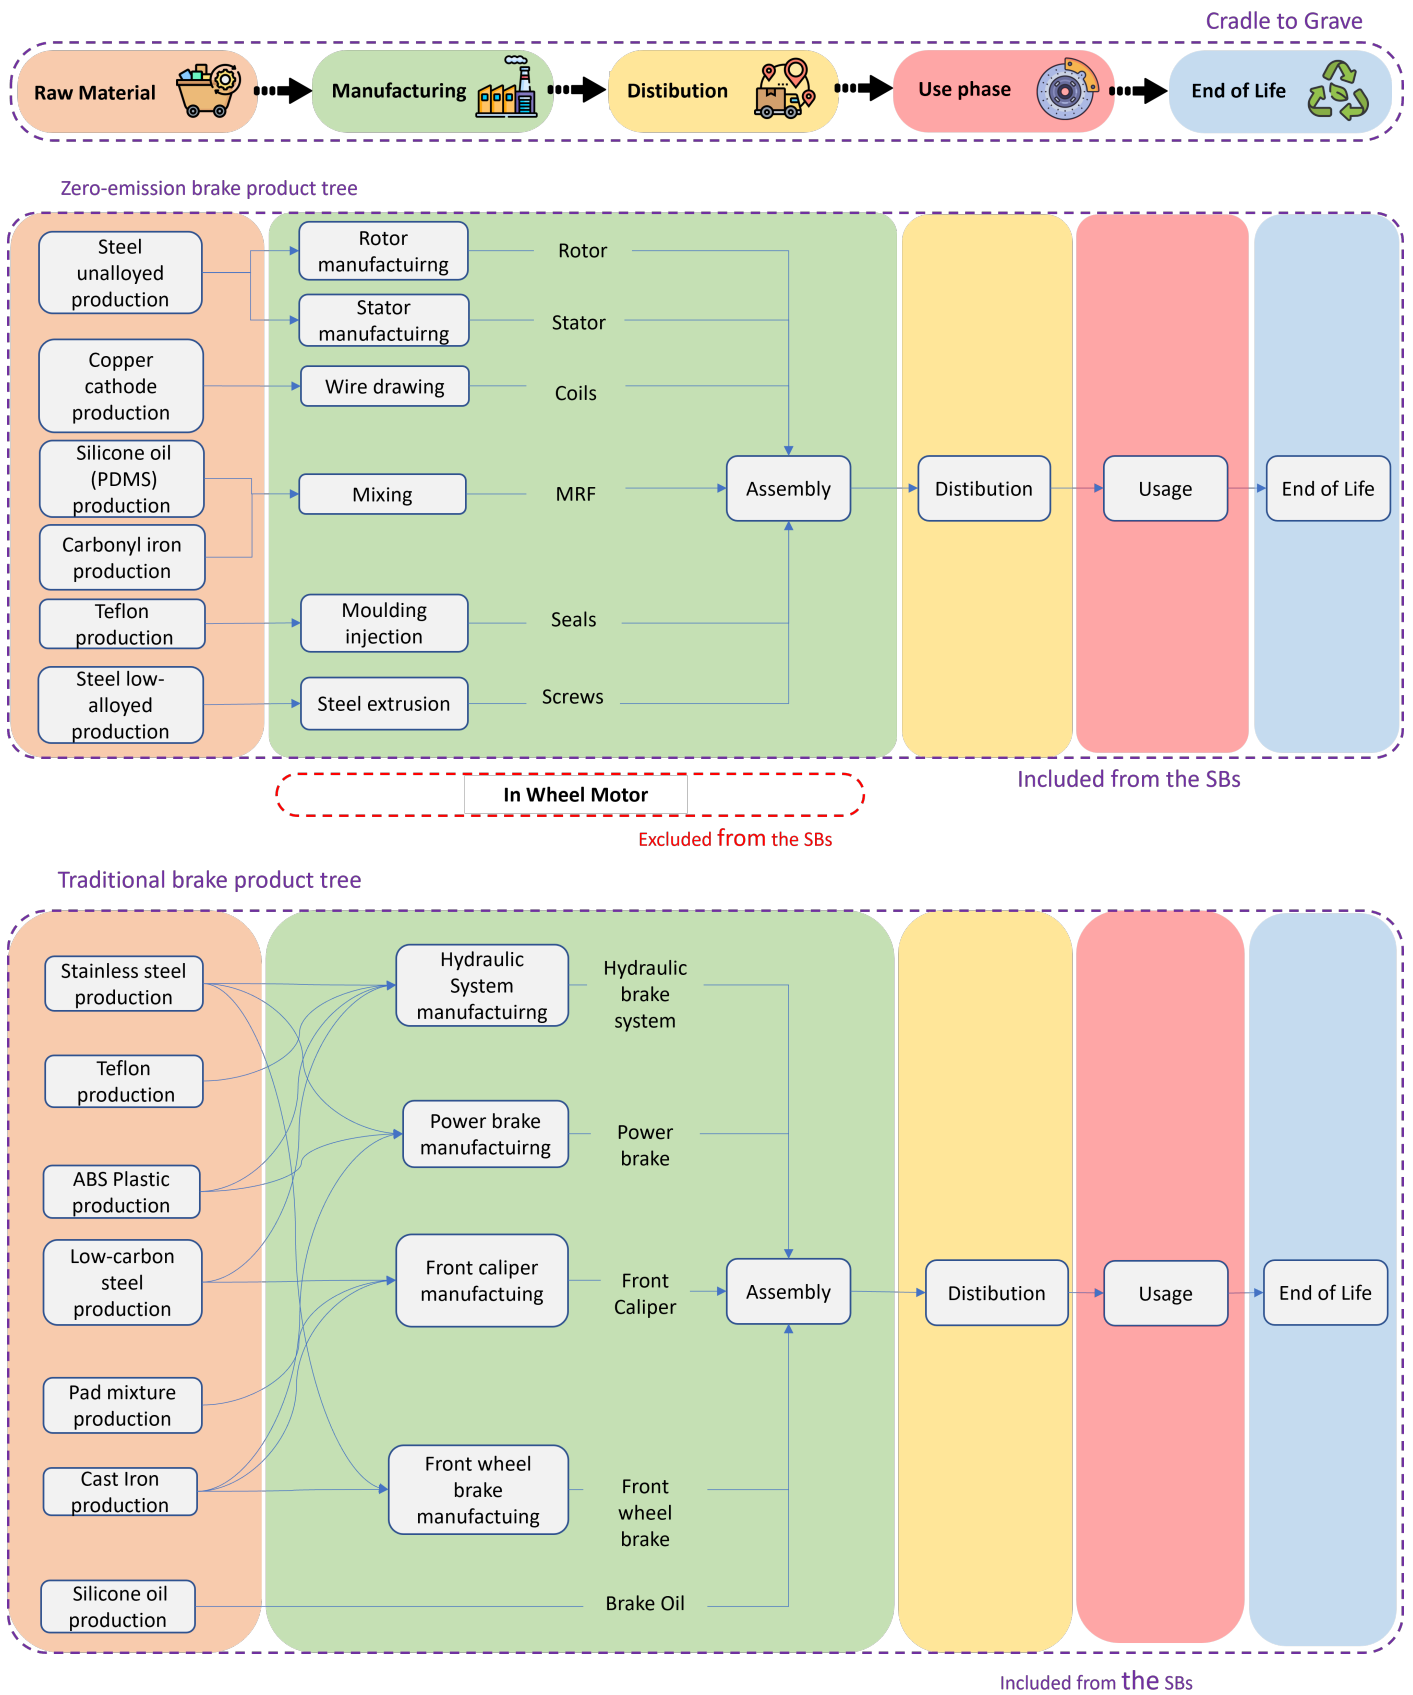 Cradle to Grave
Raw Material
Manufacturing
Distibution
Use phase
End of Life
Zero-emission brake product tree
Steel
unalloyed
production
Rotor
manufactuirng
Rotor
Stator
manufactuirng
Stator
Copper
cathode
production
Wire drawing
Coils
Silicone oil
(PDMS)
production
Mixing
MRF
Assembly
Distibution
Usage
End of Life
Carbonyl iron
production
Teflon
production
Moulding
injection
Seals
Steel low-
alloyed
production
Steel extrusion
Screws
Included from the SBs
In Wheel Motor
Excluded from the SBs
Traditional brake product tree
Stainless steel
production
Hydraulic
System
manufactuirng
Hydraulic
brake
system
Teflon
production
Power brake
manufactuirng
Power
brake
ABS Plastic
production
Low-carbon
steel
production
Front caliper
manufactuing
Front
Caliper
Assembly
Distibution
Usage
End of Life
Pad mixture
production
Cast Iron
production
Front wheel
brake
manufactuing
Front
wheel
brake
Silicone oil
production
Brake Oil
Included from the SBs